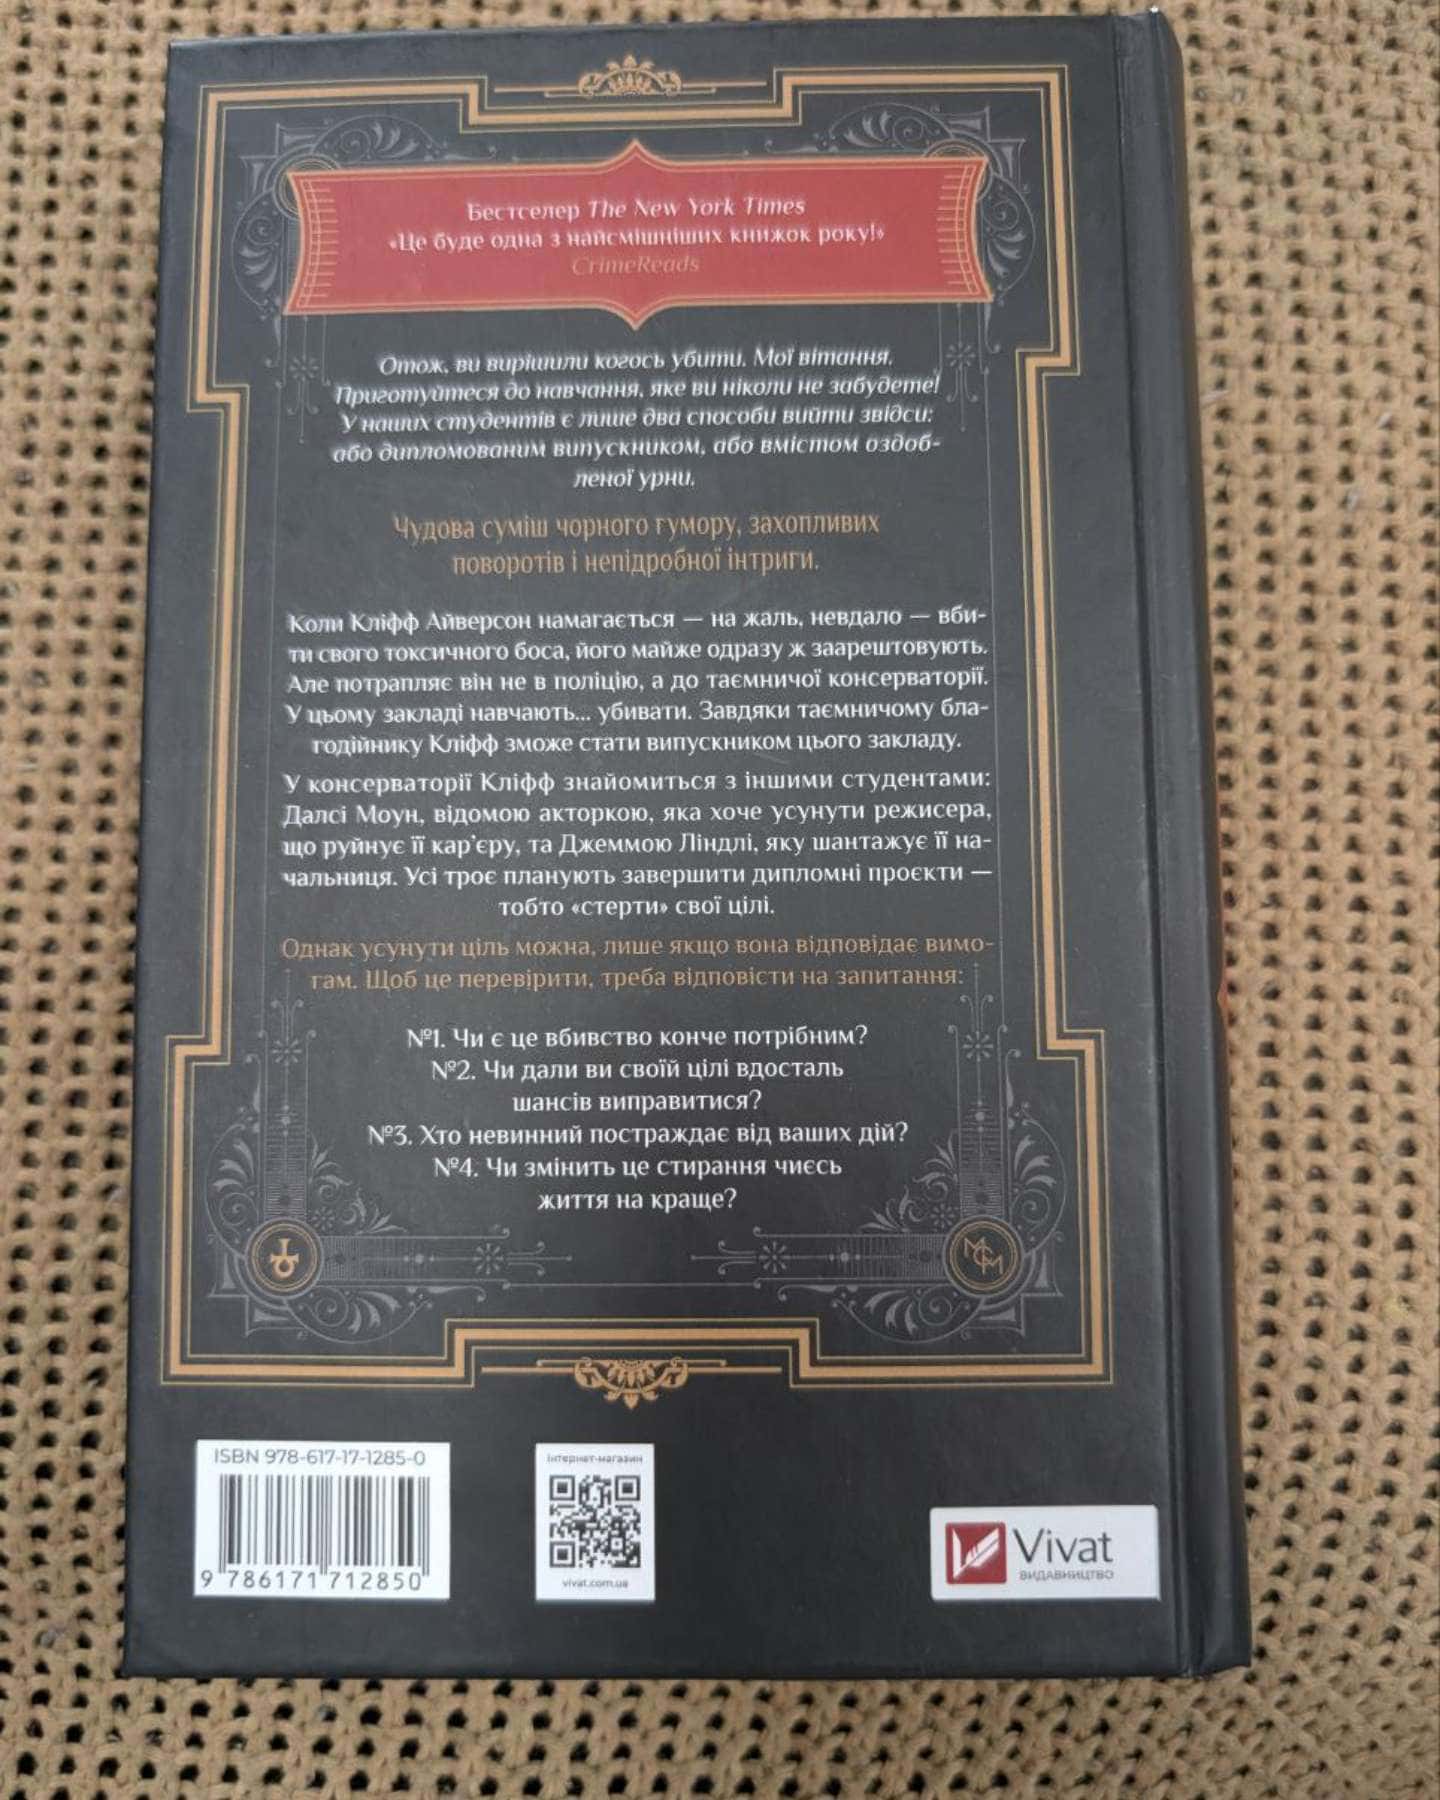 Бестселер The New York Times
«Це буде одна з найсмішніших книжок року!»
CrimeReads
Отож, ви вирішили когось убити. Мої вітання.
Приготуйтеся до навчання, яке ви ніколи не забудете!
У наших студентів є лише два способи вийти звідси:
або дипломованим випускником, або вмістом оздоб-
леної урни.
Чудова суміш чорного гумору, захопливих
поворотів і непідробної інтриги.
Коли Кліфф Айверсон намагається — на жаль, невдало — вби-
ти свого токсичного боса, його майже одразу ж заарештовують.
Але потрапляє він не в поліцію, а до таємничої консерваторії.
У цьому закладі навчають... убивати. Завдяки таємничому бла-
годійнику Кліфф зможе стати випускником цього закладу.
У консерваторії Кліфф знайомиться з іншими студентами:
Далсі Моун, відомою акторкою, яка хоче усунути режисера,
що руйнує її кар’єру, та Джеммою Ліндлі, яку шантажує її на-
чальниця. Усі троє планують завершити дипломні проєкти —
тобто «стерти» свої цілі.
Однак усунути ціль можна, лише якщо вона відповідає вимо-
гам. Щоб це перевірити, треба відповісти на запитання:
№1. Чи є це вбивство конче потрібним?
№2. Чи дали ви своїй цілі вдосталь
шансів виправитися?
№3. Хто невинний постраждає від ваших дій?
№4. Чи змінить це стирання чиєсь
життя на краще?
МСМ
ISBN 978-617-17-1285-0
9 786171 712850
Інтернет-магазин
vivat.com.ua
Vivat
ВИДАВНИЦТВО